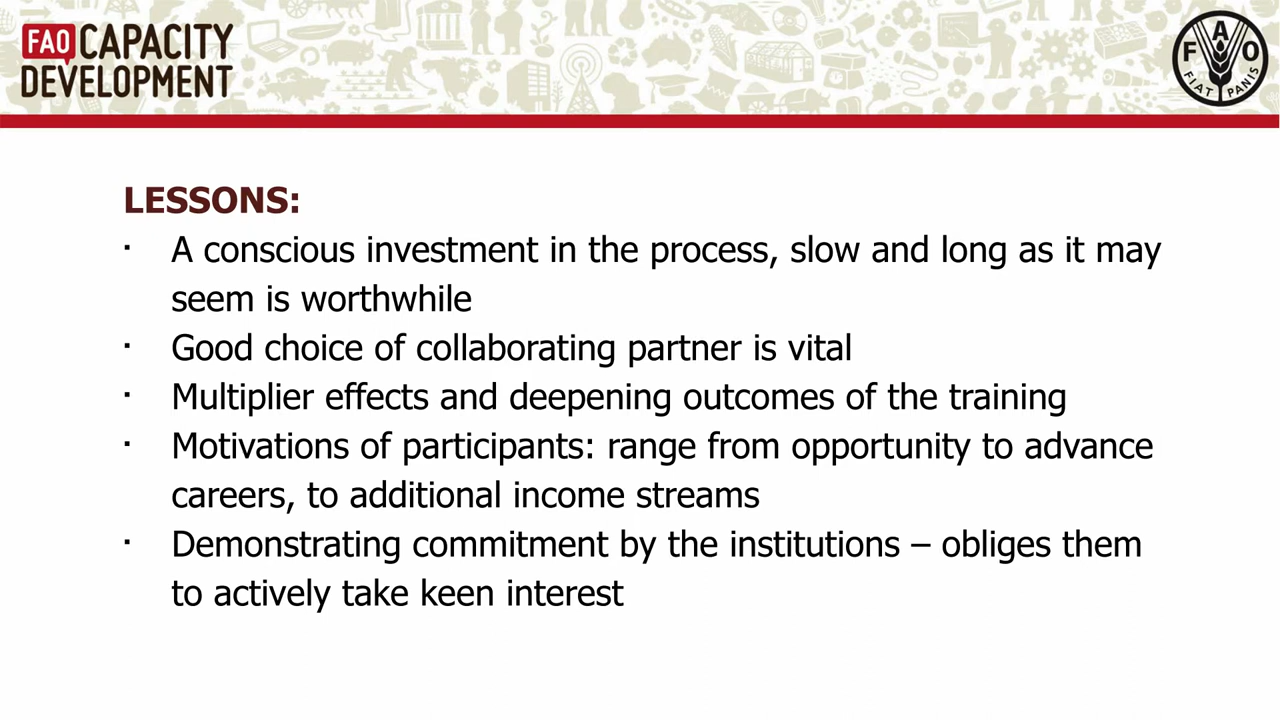 FAO CAPACITY
DEVELOPMENT
F A O
FIAT PANIS
LESSONS:
· A conscious investment in the process, slow and long as it may
seem is worthwhile
· Good choice of collaborating partner is vital
· Multiplier effects and deepening outcomes of the training
· Motivations of participants: range from opportunity to advance
careers, to additional income streams
· Demonstrating commitment by the institutions – obliges them
to actively take keen interest